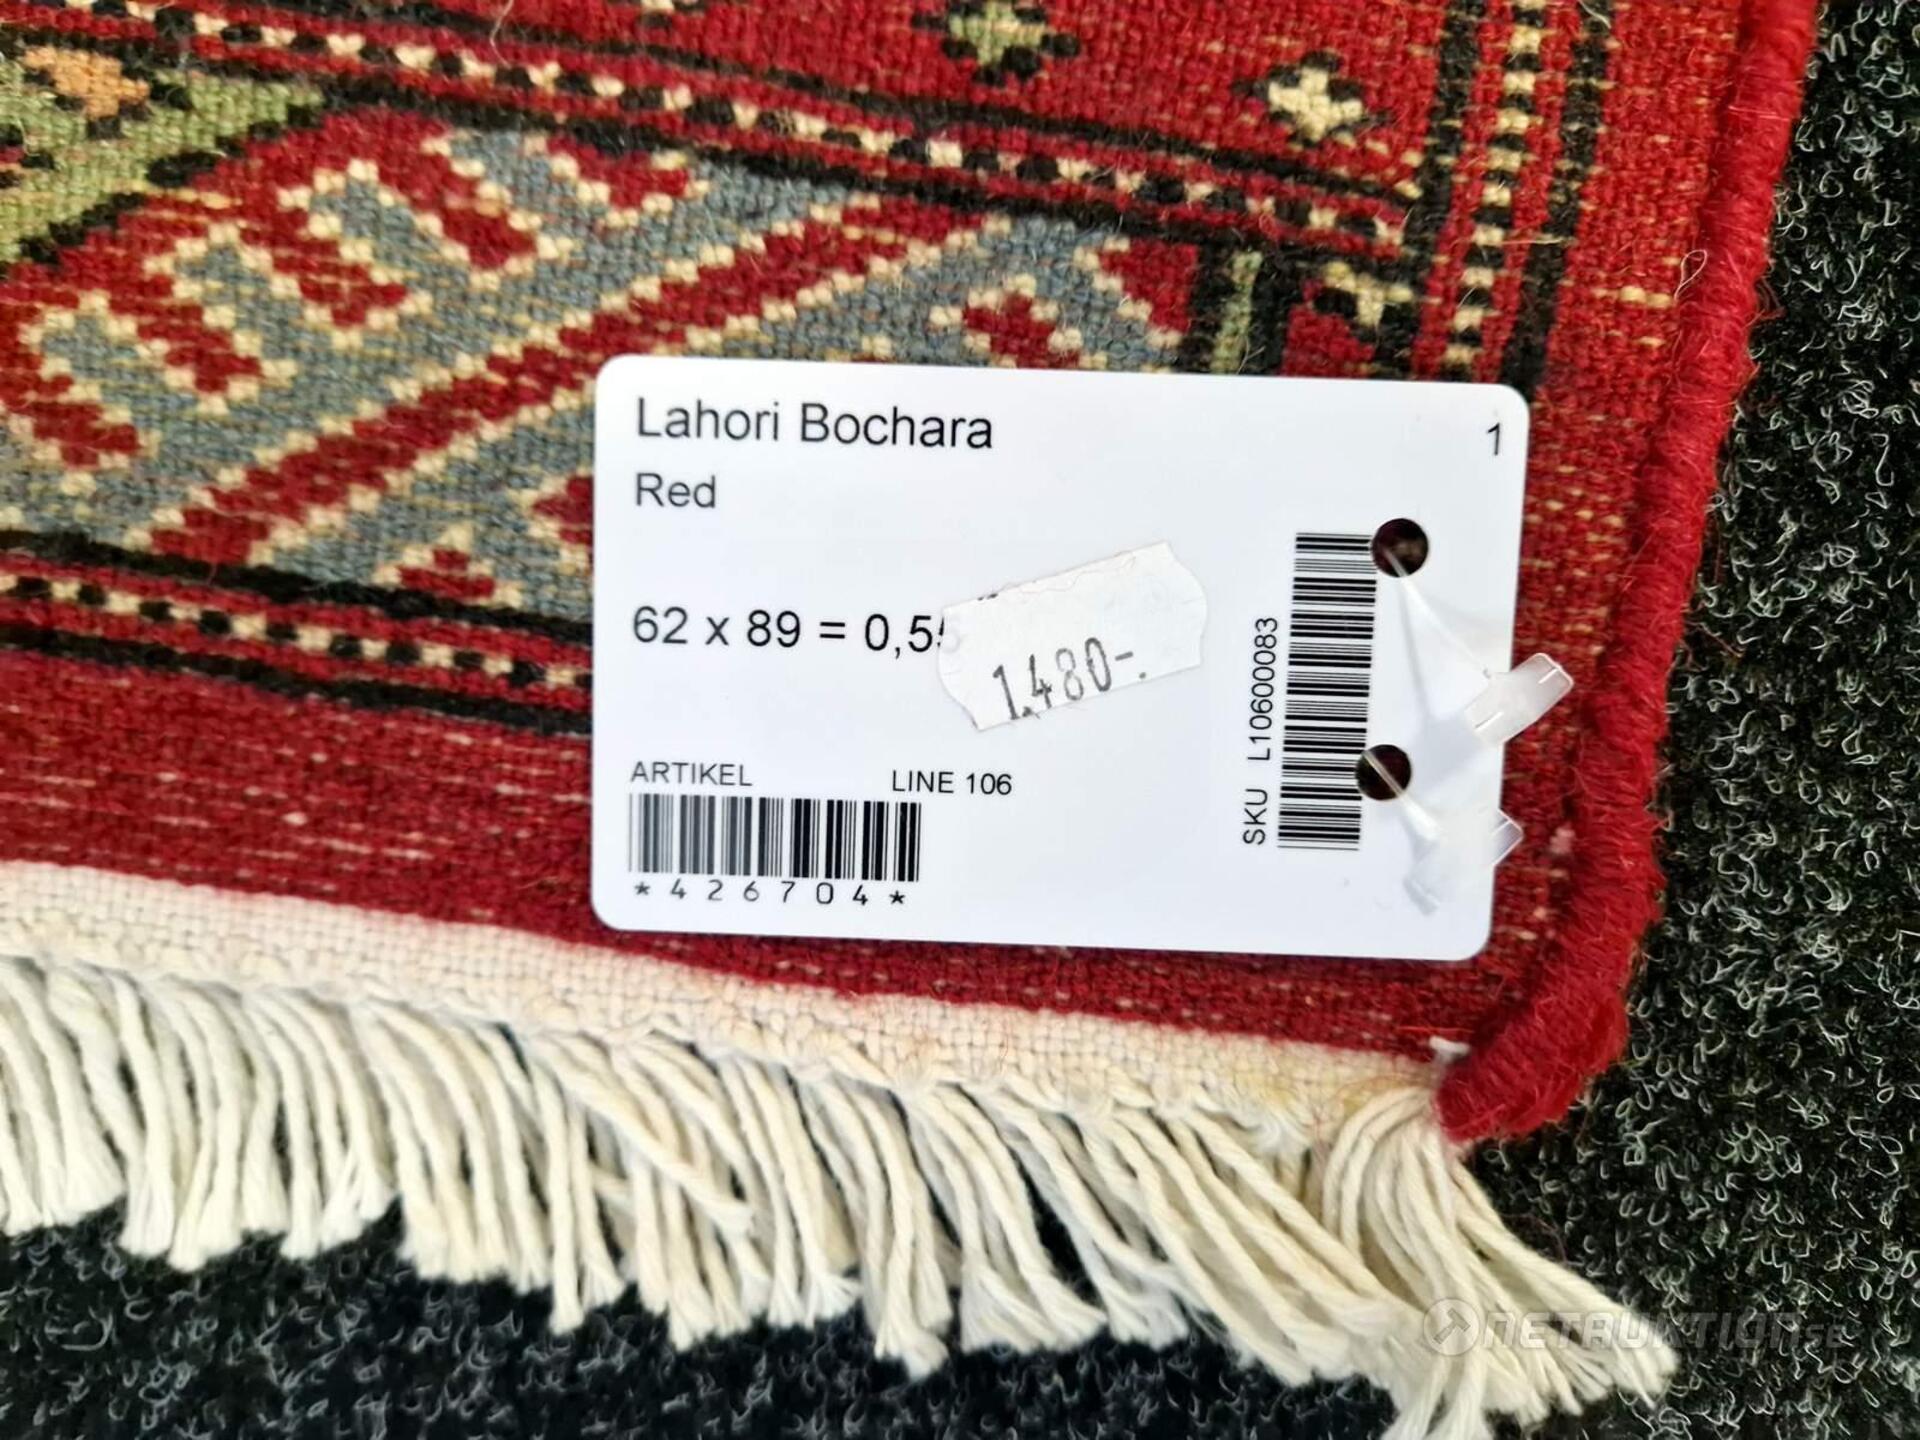 Lahori Bochara
1
Red
62 x 89 = 0,55
1.480-.
SKU L10600083
ARTIKEL LINE 106
*426704*
NETAUKTION.SE